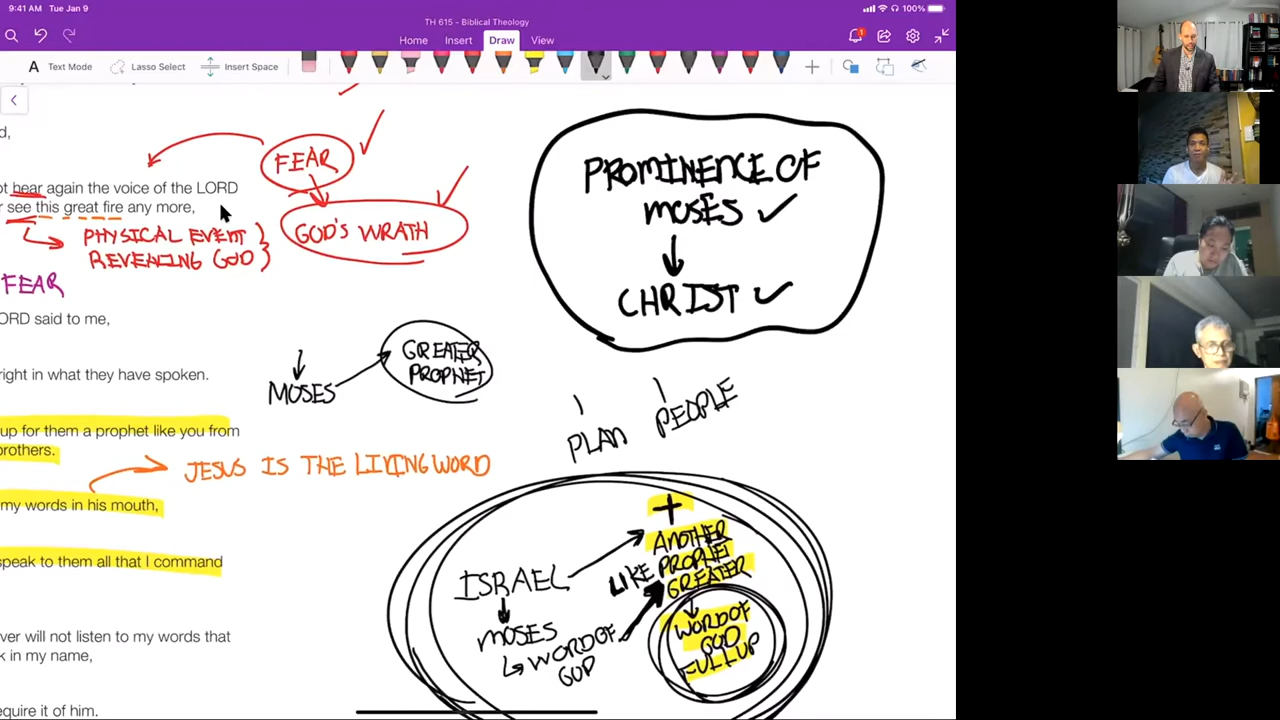 9:41 AM Tue Jan 9
100%
TH 615 - Biblical Theology
Home Insert Draw View
1
A Text Mode Lasso Select Insert Space
d,
FEAR
PROMINENCE OF
MOSES ✓
CHRIST ✓
ot hear again the voice of the LORD
r see this great fire any more,
GOD'S WRATH
PHYSICAL EVENT }
REVEALING GOD }
FEAR
ORD said to me,
right in what they have spoken.
MOSES
GREATER
PROPHET
PLAN PEOPLE
up for them a prophet like you from
brothers.
JESUS IS THE LIVING WORD
my words in his mouth,
speak to them all that I command
+
ANOTHER
LIKE PROPHET
GREATER
ISRAEL
MOSES
WORD OF
GOD
WORD OF
GOD
ver will not listen to my words that
k in my name,
equire it of him.